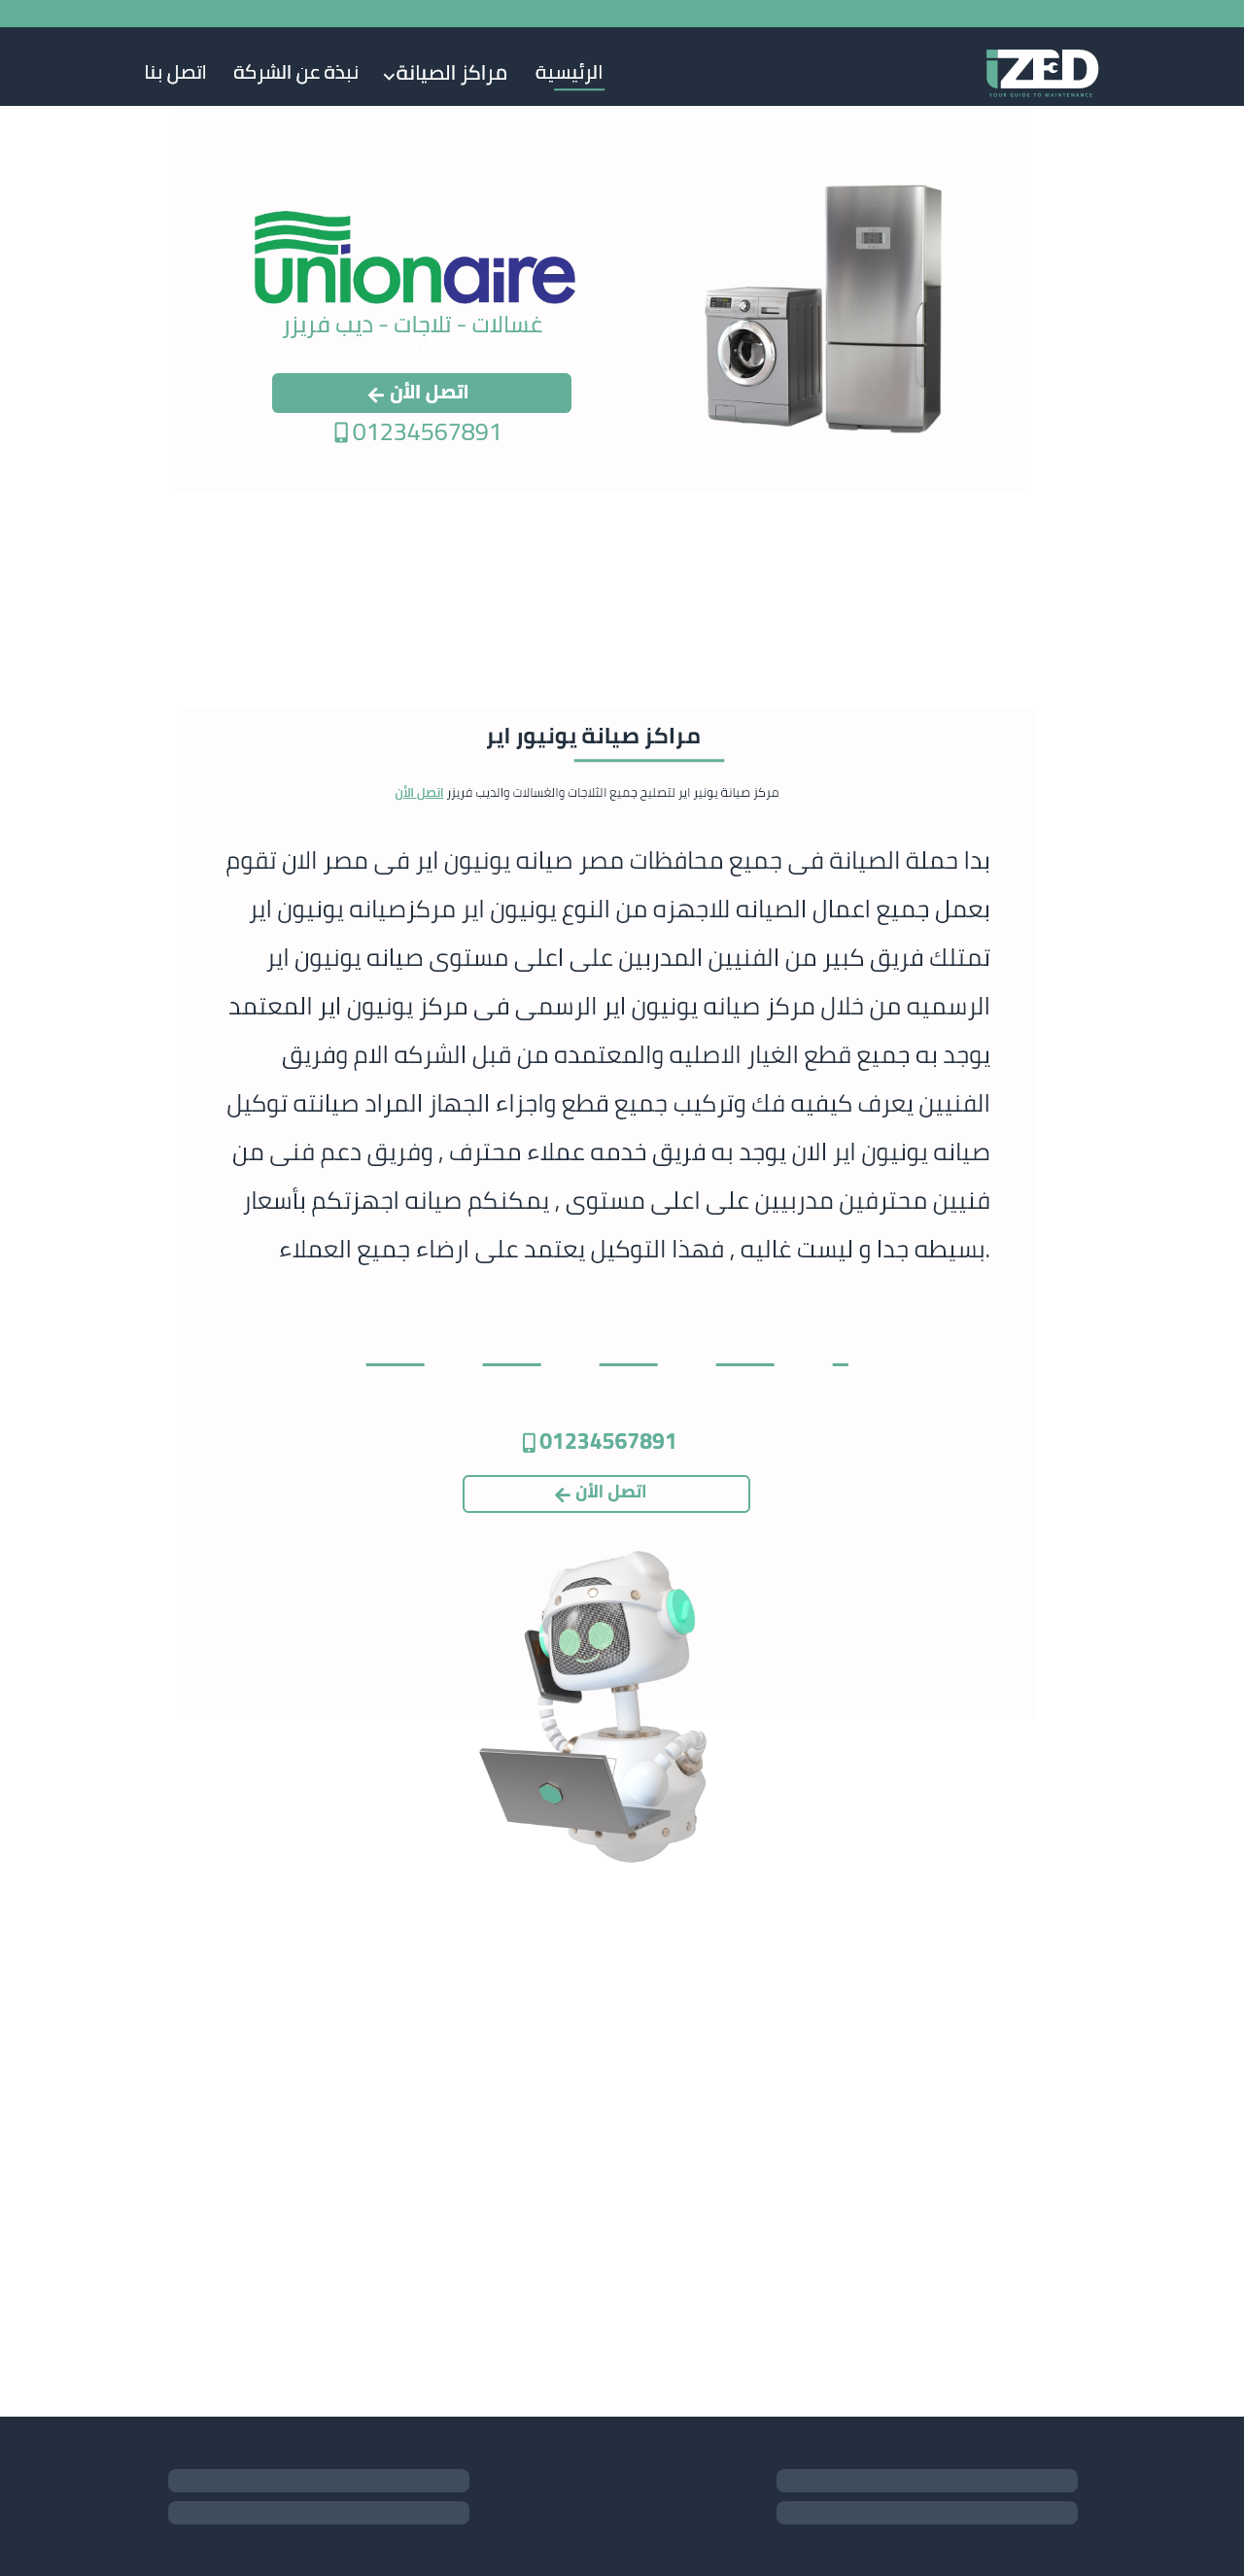 iZED
YOUR GUIDE TO MAINTENANCE
الرئيسية
مراكز الصيانة
نبذة عن الشركة
اتصل بنا
unionaire
غسالات - تلاجات - ديب فريزر
اتصل الأن
01234567891
مراكز صيانة يونيور اير
مركز صيانة يونير اير لتصليح جميع الثلاجات والغسالات والديب فريزر اتصل الأن
بدا حملة الصيانة فى جميع محافظات مصر صيانه يونيون اير فى مصر الان تقوم
بعمل جميع اعمال الصيانه للاجهزه من النوع يونيون اير مركزصيانه يونيون اير
تمتلك فريق كبير من الفنيين المدربين على اعلى مستوى صيانه يونيون اير
الرسميه من خلال مركز صيانه يونيون اير الرسمى فى مركز يونيون اير المعتمد
يوجد به جميع قطع الغيار الاصليه والمعتمده من قبل الشركه الام وفريق
الفنيين يعرف كيفيه فك وتركيب جميع قطع واجزاء الجهاز المراد صيانته توكيل
صيانه يونيون اير الان يوجد به فريق خدمه عملاء محترف , وفريق دعم فنى من
فنيين محترفين مدربيين على اعلى مستوى , يمكنكم صيانه اجهزتكم بأسعار
.بسيطه جدا و ليست غاليه , فهذا التوكيل يعتمد على ارضاء جميع العملاء
01234567891
اتصل الأن